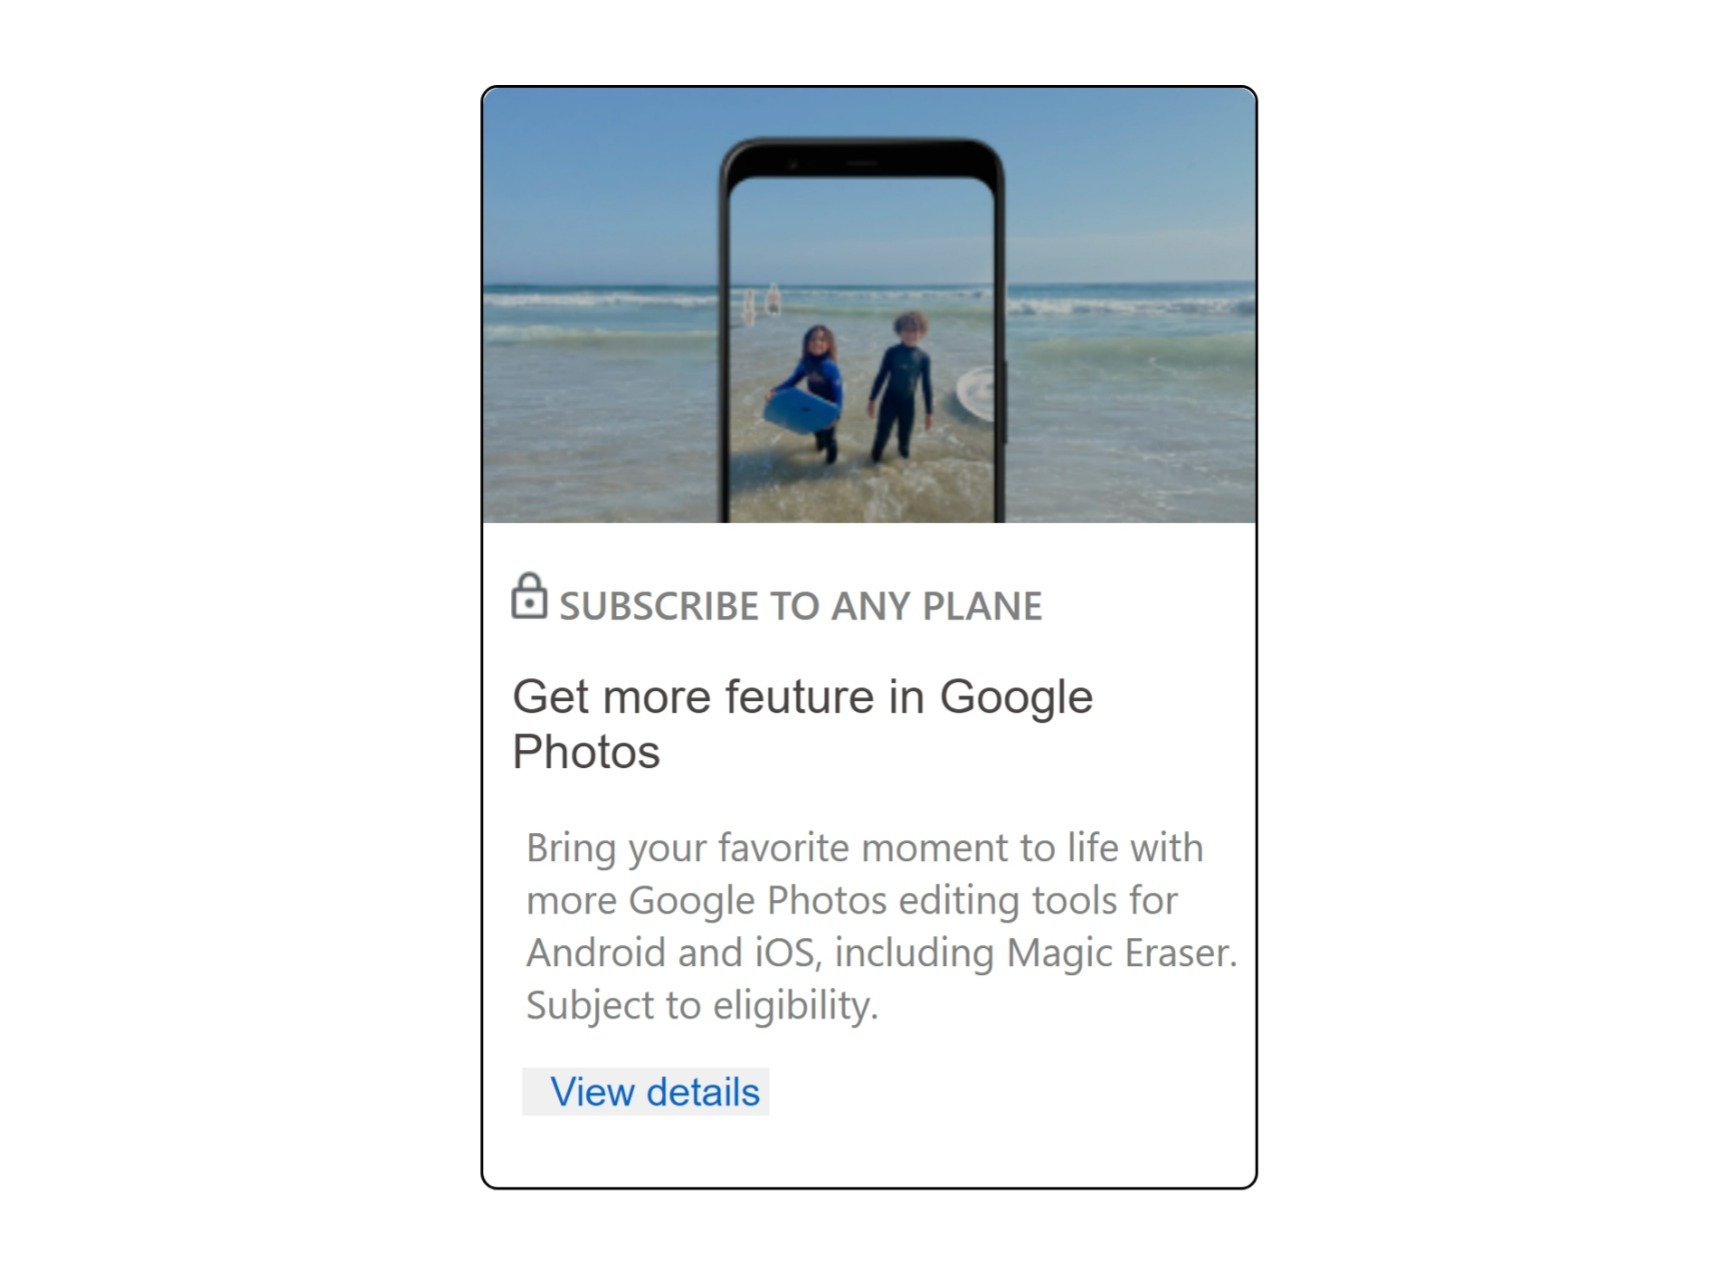 SUBSCRIBE TO ANY PLANE
Get more feuture in Google
Photos
Bring your favorite moment to life with
more Google Photos editing tools for
Android and iOS, including Magic Eraser.
Subject to eligibility.
View details